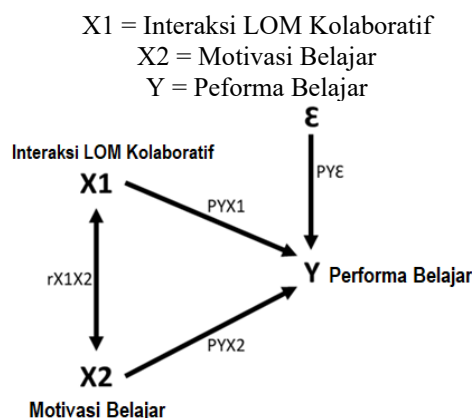 X1 = Interaksi LOM Kolaboratif
X2 = Motivasi Belajar
Y = Peforma Belajar
Ɛ
Interaksi LOM Kolaboratif
X1
PYƐ
PYX1
Y Performa Belajar
rX1X2
PYX2
X2
Motivasi Belajar